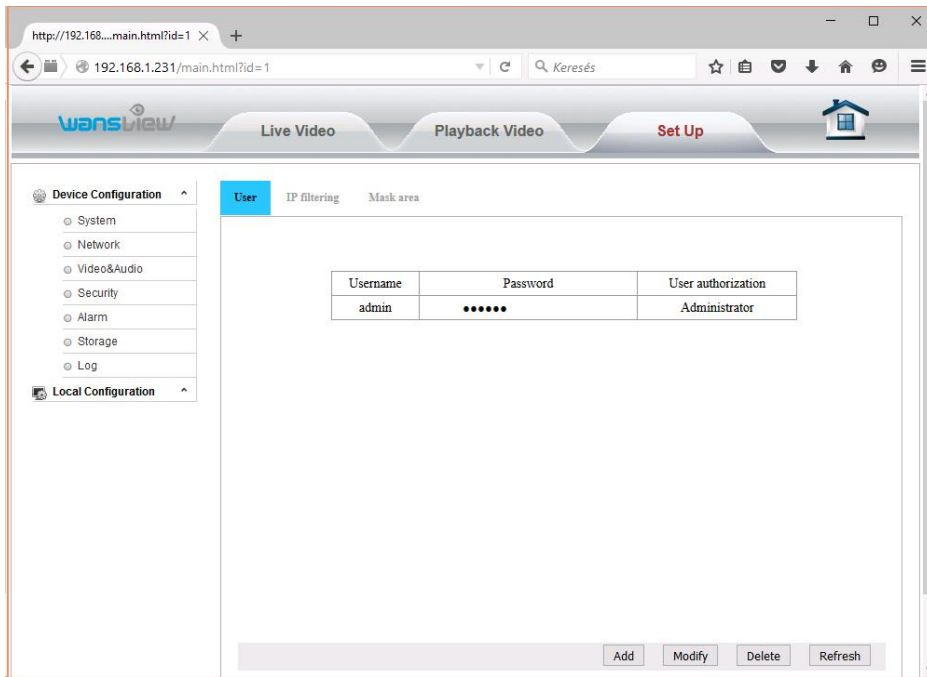 http://192.168....main.html?id=1
192.168.1.231/main.html?id=1
Keresés
wansview
Live Video
Playback Video
Set Up
Device Configuration
System
Network
Video&Audio
Security
Alarm
Storage
Log
Local Configuration
User IP filtering Mask area
Username Password User authorization
admin •••••• Administrator
Add Modify Delete Refresh